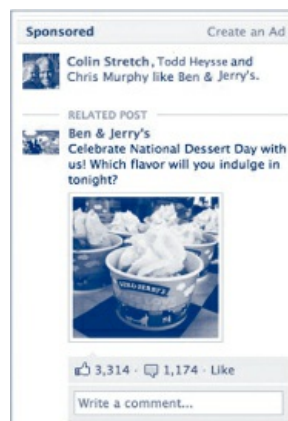 Sponsored Create an Ad
Colin Stretch, Todd Heysse and
Chris Murphy like Ben & Jerry's.
RELATED POST
Ben & Jerry's
Celebrate National Dessert Day with
us! Which flavor will you indulge in
tonight?
BEN & JERRY'S
3,314 · 1,174 · Like
Write a comment...